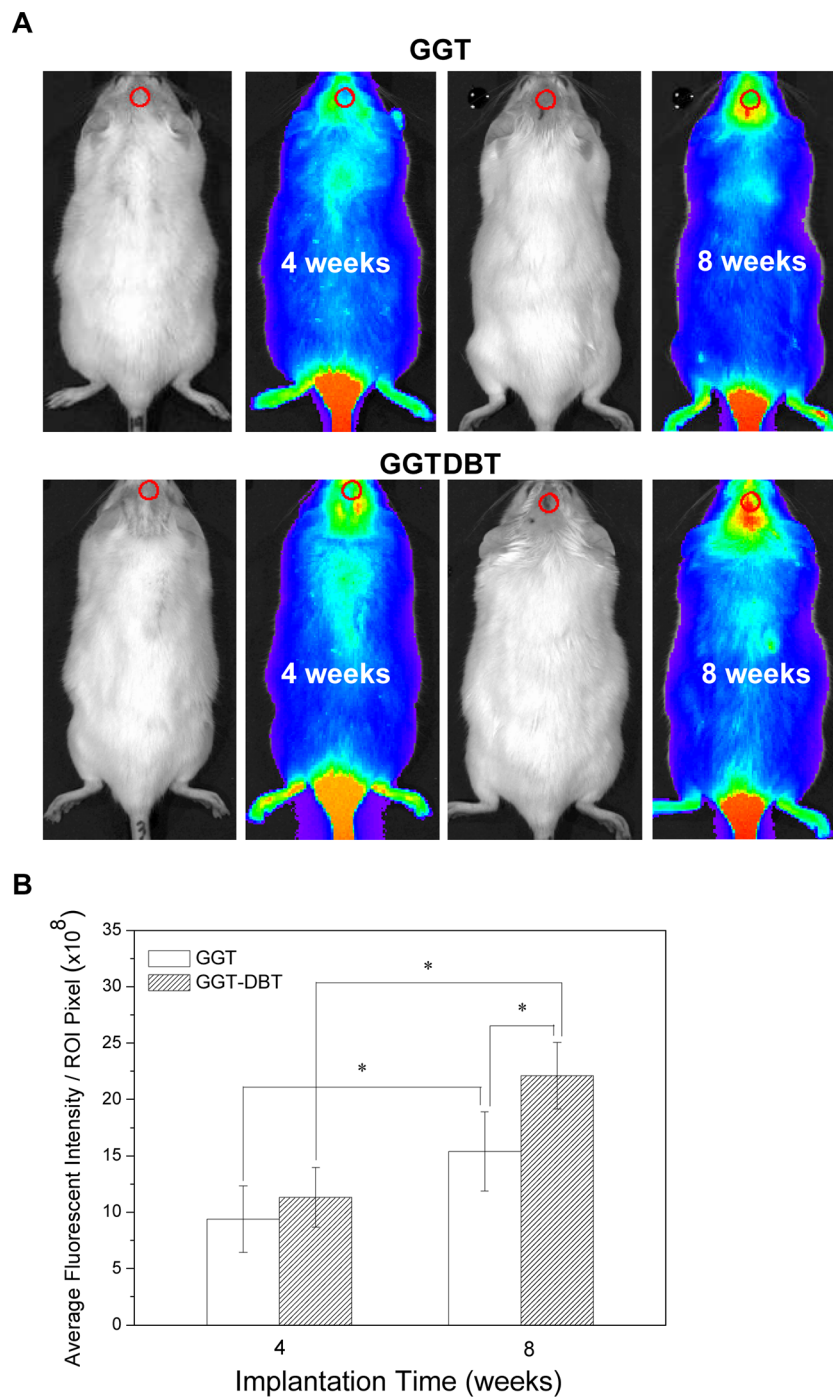 A
GGT
4 weeks
8 weeks
GGTDBT
4 weeks
8 weeks
B
Average Fluorescent Intensity / ROI Pixel (x10^8)
35
30
25
20
15
10
5
0
GGT
GGT-DBT
*
*
*
4
8
Implantation Time (weeks)